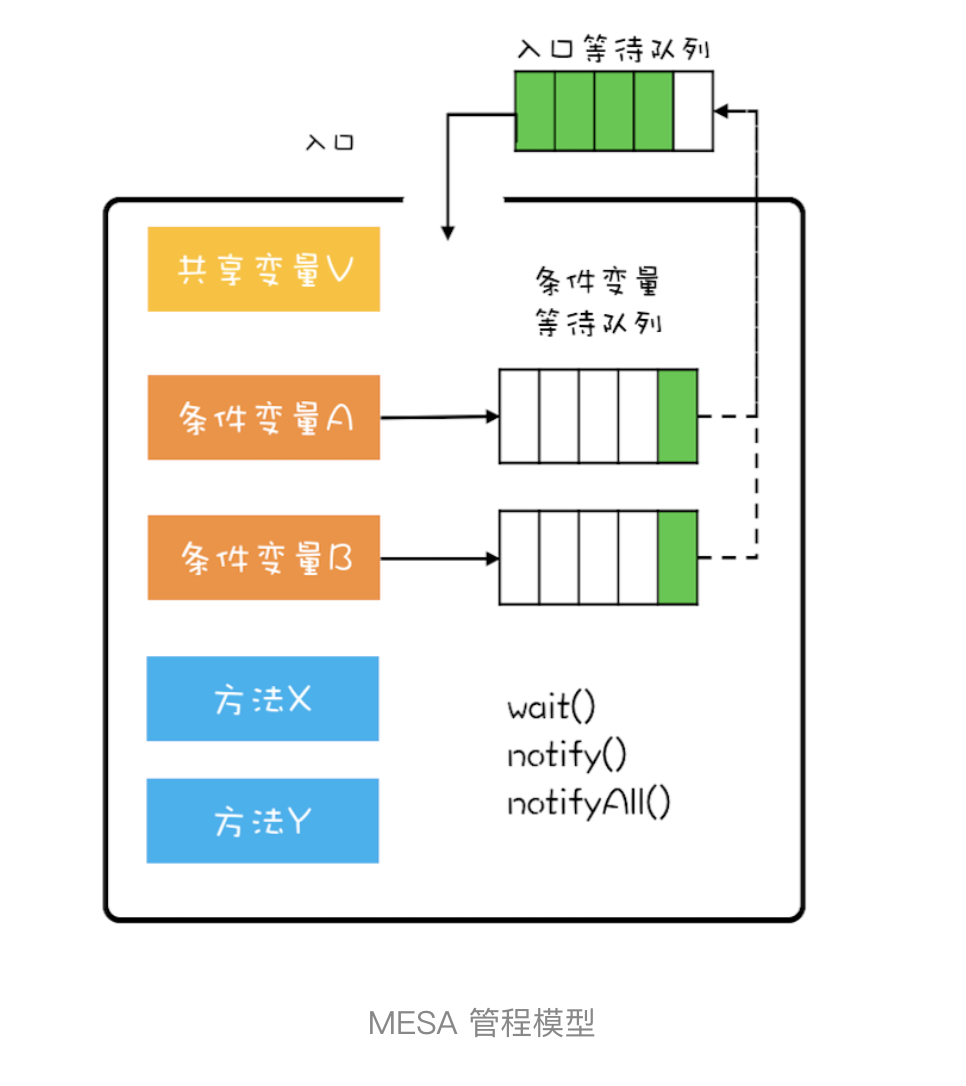 入口等待队列
入口
共享变量V
条件变量
等待队列
条件变量A
条件变量B
方法X
wait()
notify()
notifyAll()
方法Y
MESA 管程模型